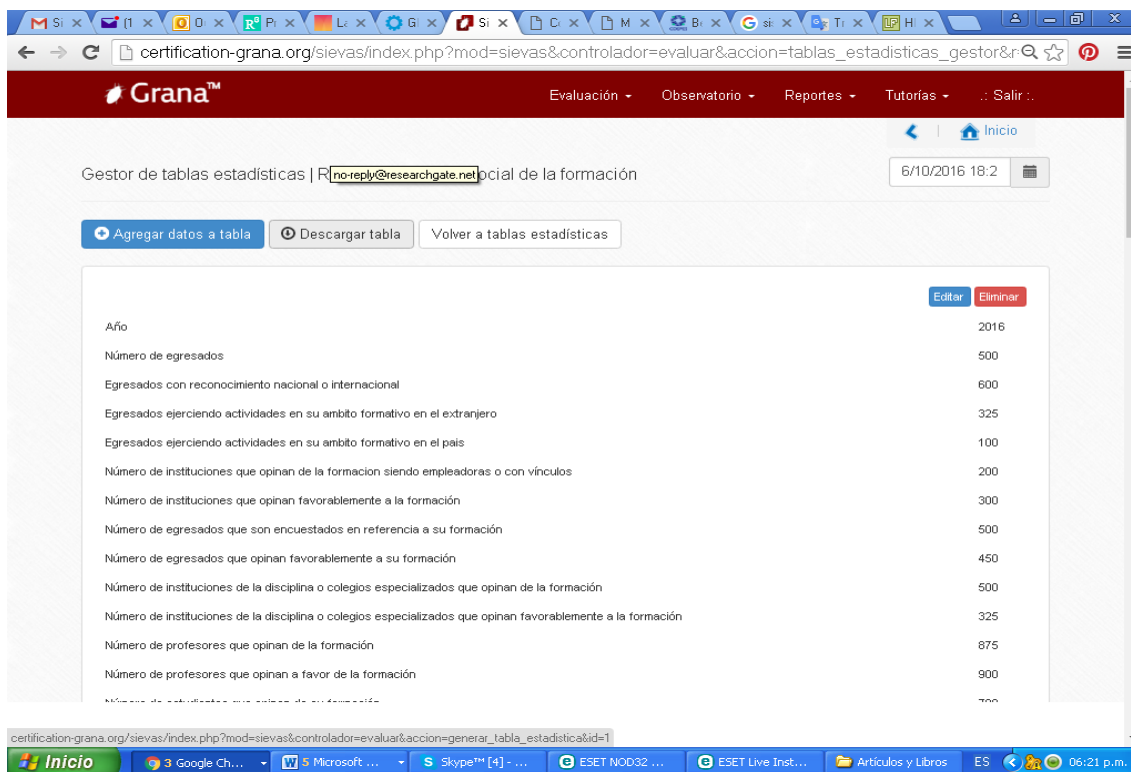 Si
(1
O
Pr
La
Gi
Si
C
M
Be
G si
Ti
HI
certification-grana.org/sievas/index.php?mod=sievas&controlador=evaluar&accion=tablas_estadisticas_gestor&r
Grana™
Evaluación
Observatorio
Reportes
Tutorías
.: Salir :.
Inicio
Gestor de tablas estadísticas | R
no-reply@researchgate.net
ocial de la formación
6/10/2016 18:2
Agregar datos a tabla
Descargar tabla
Volver a tablas estadísticas
Editar Eliminar
Año 2016
Número de egresados 500
Egresados con reconocimiento nacional o internacional 600
Egresados ejerciendo actividades en su ambito formativo en el extranjero 325
Egresados ejerciendo actividades en su ambito formativo en el pais 100
Número de instituciones que opinan de la formacion siendo empleadoras o con vínculos 200
Número de instituciones que opinan favorablemente a la formación 300
Número de egresados que son encuestados en referencia a su formación 500
Número de egresados que opinan favorablemente a su formación 450
Número de instituciones de la disciplina o colegios especializados que opinan de la formación 500
Número de instituciones de la disciplina o colegios especializados que opinan favorablemente a la formación 325
Número de profesores que opinan de la formación 875
Número de profesores que opinan a favor de la formación 900
certification-grana.org/sievas/index.php?mod=sievas&controlador=evaluar&accion=generar_tabla_estadistica&id=1
Inicio
3 Google Ch...
5 Microsoft ...
Skype™ [4] - ...
ESET NOD32 ...
ESET Live Inst...
Artículos y Libros
ES
06:21 p.m.